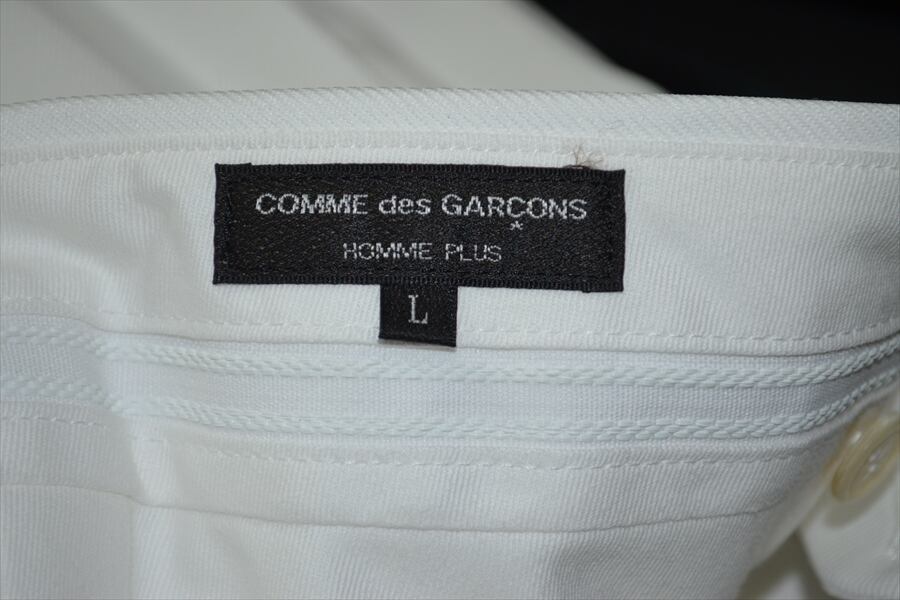 COMME des GARÇONS
*
HOMME PLUS
L